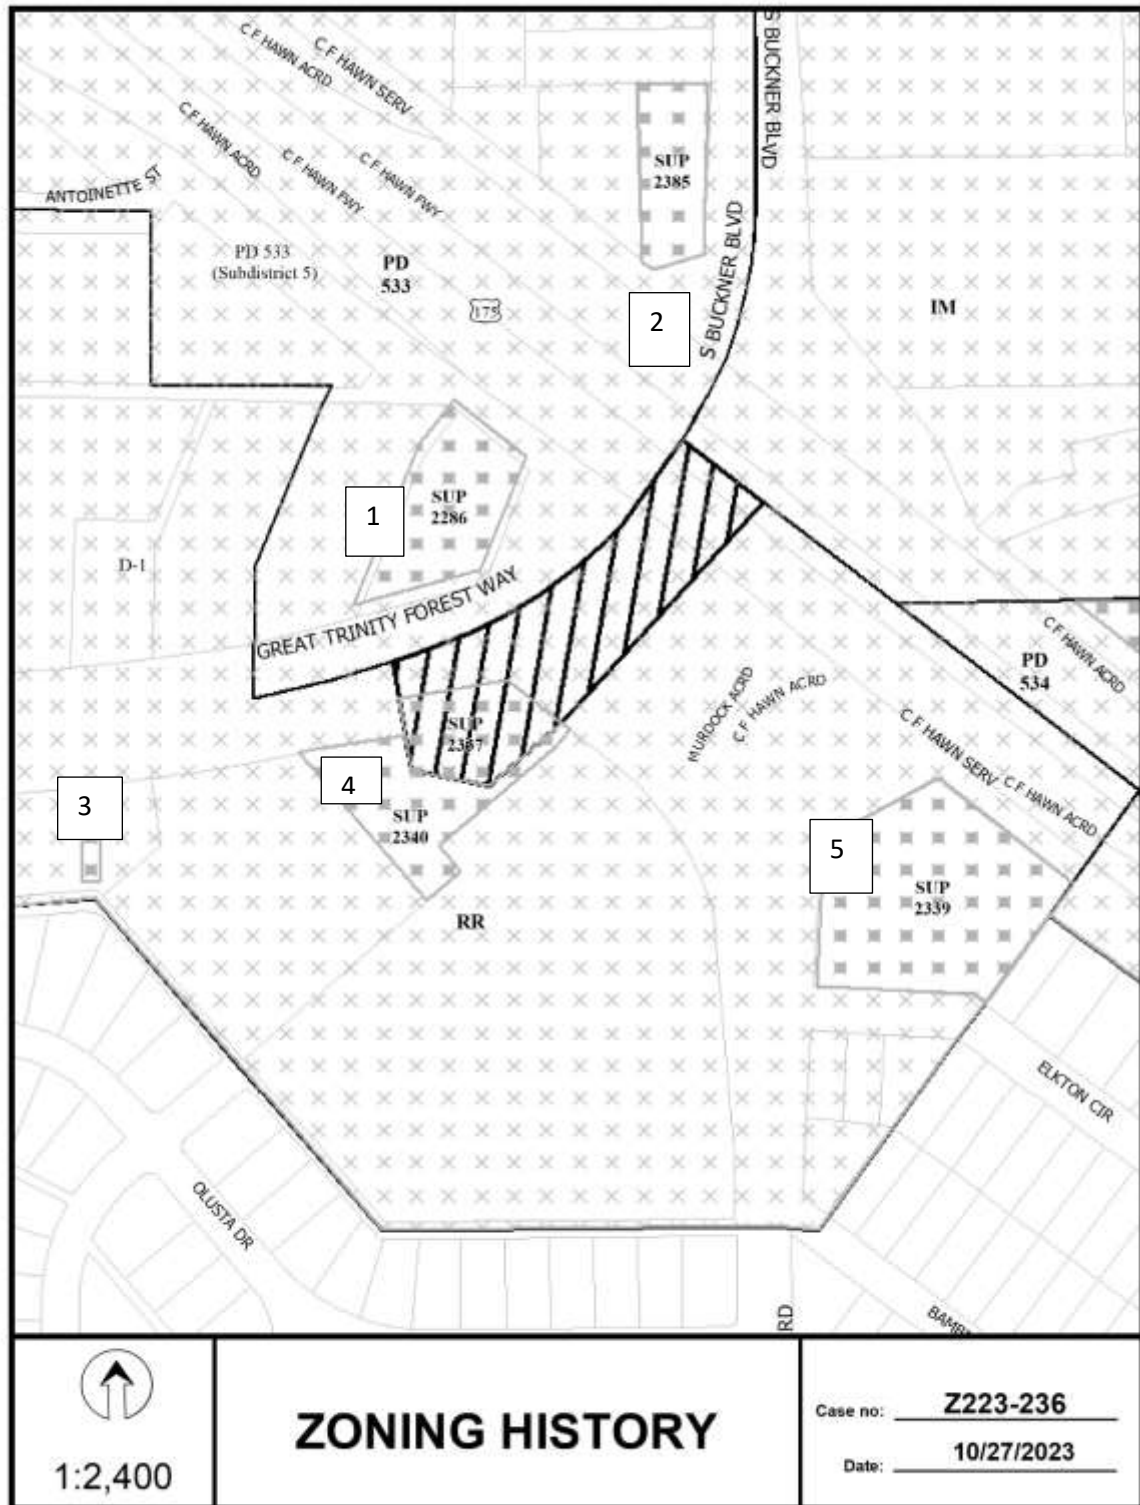 C F HAWN ACRD
C F HAWN SERV
S BUCKNER BLVD
C F HAWN ACRD
C F HAWN FWY
C F HAWN FWY
ANTOINETTE ST
SUP
2385
PD 533
(Subdistrict 5)
PD
533
175
2
S BUCKNER BLVD
IM
1
SUP
2286
D-1
GREAT TRINITY FOREST WAY
PD
534
C F HAWN ACRD
MURDOCK ACRD
C F HAWN ACRD
SUP
C F HAWN SERV
C F HAWN ACRD
3
4
SUP
2340
5
SUP
2339
RR
ELKTON CIR
OLUSTA DR
RD
1:2,400
ZONING HISTORY
Case no: Z223-236
Date: 10/27/2023